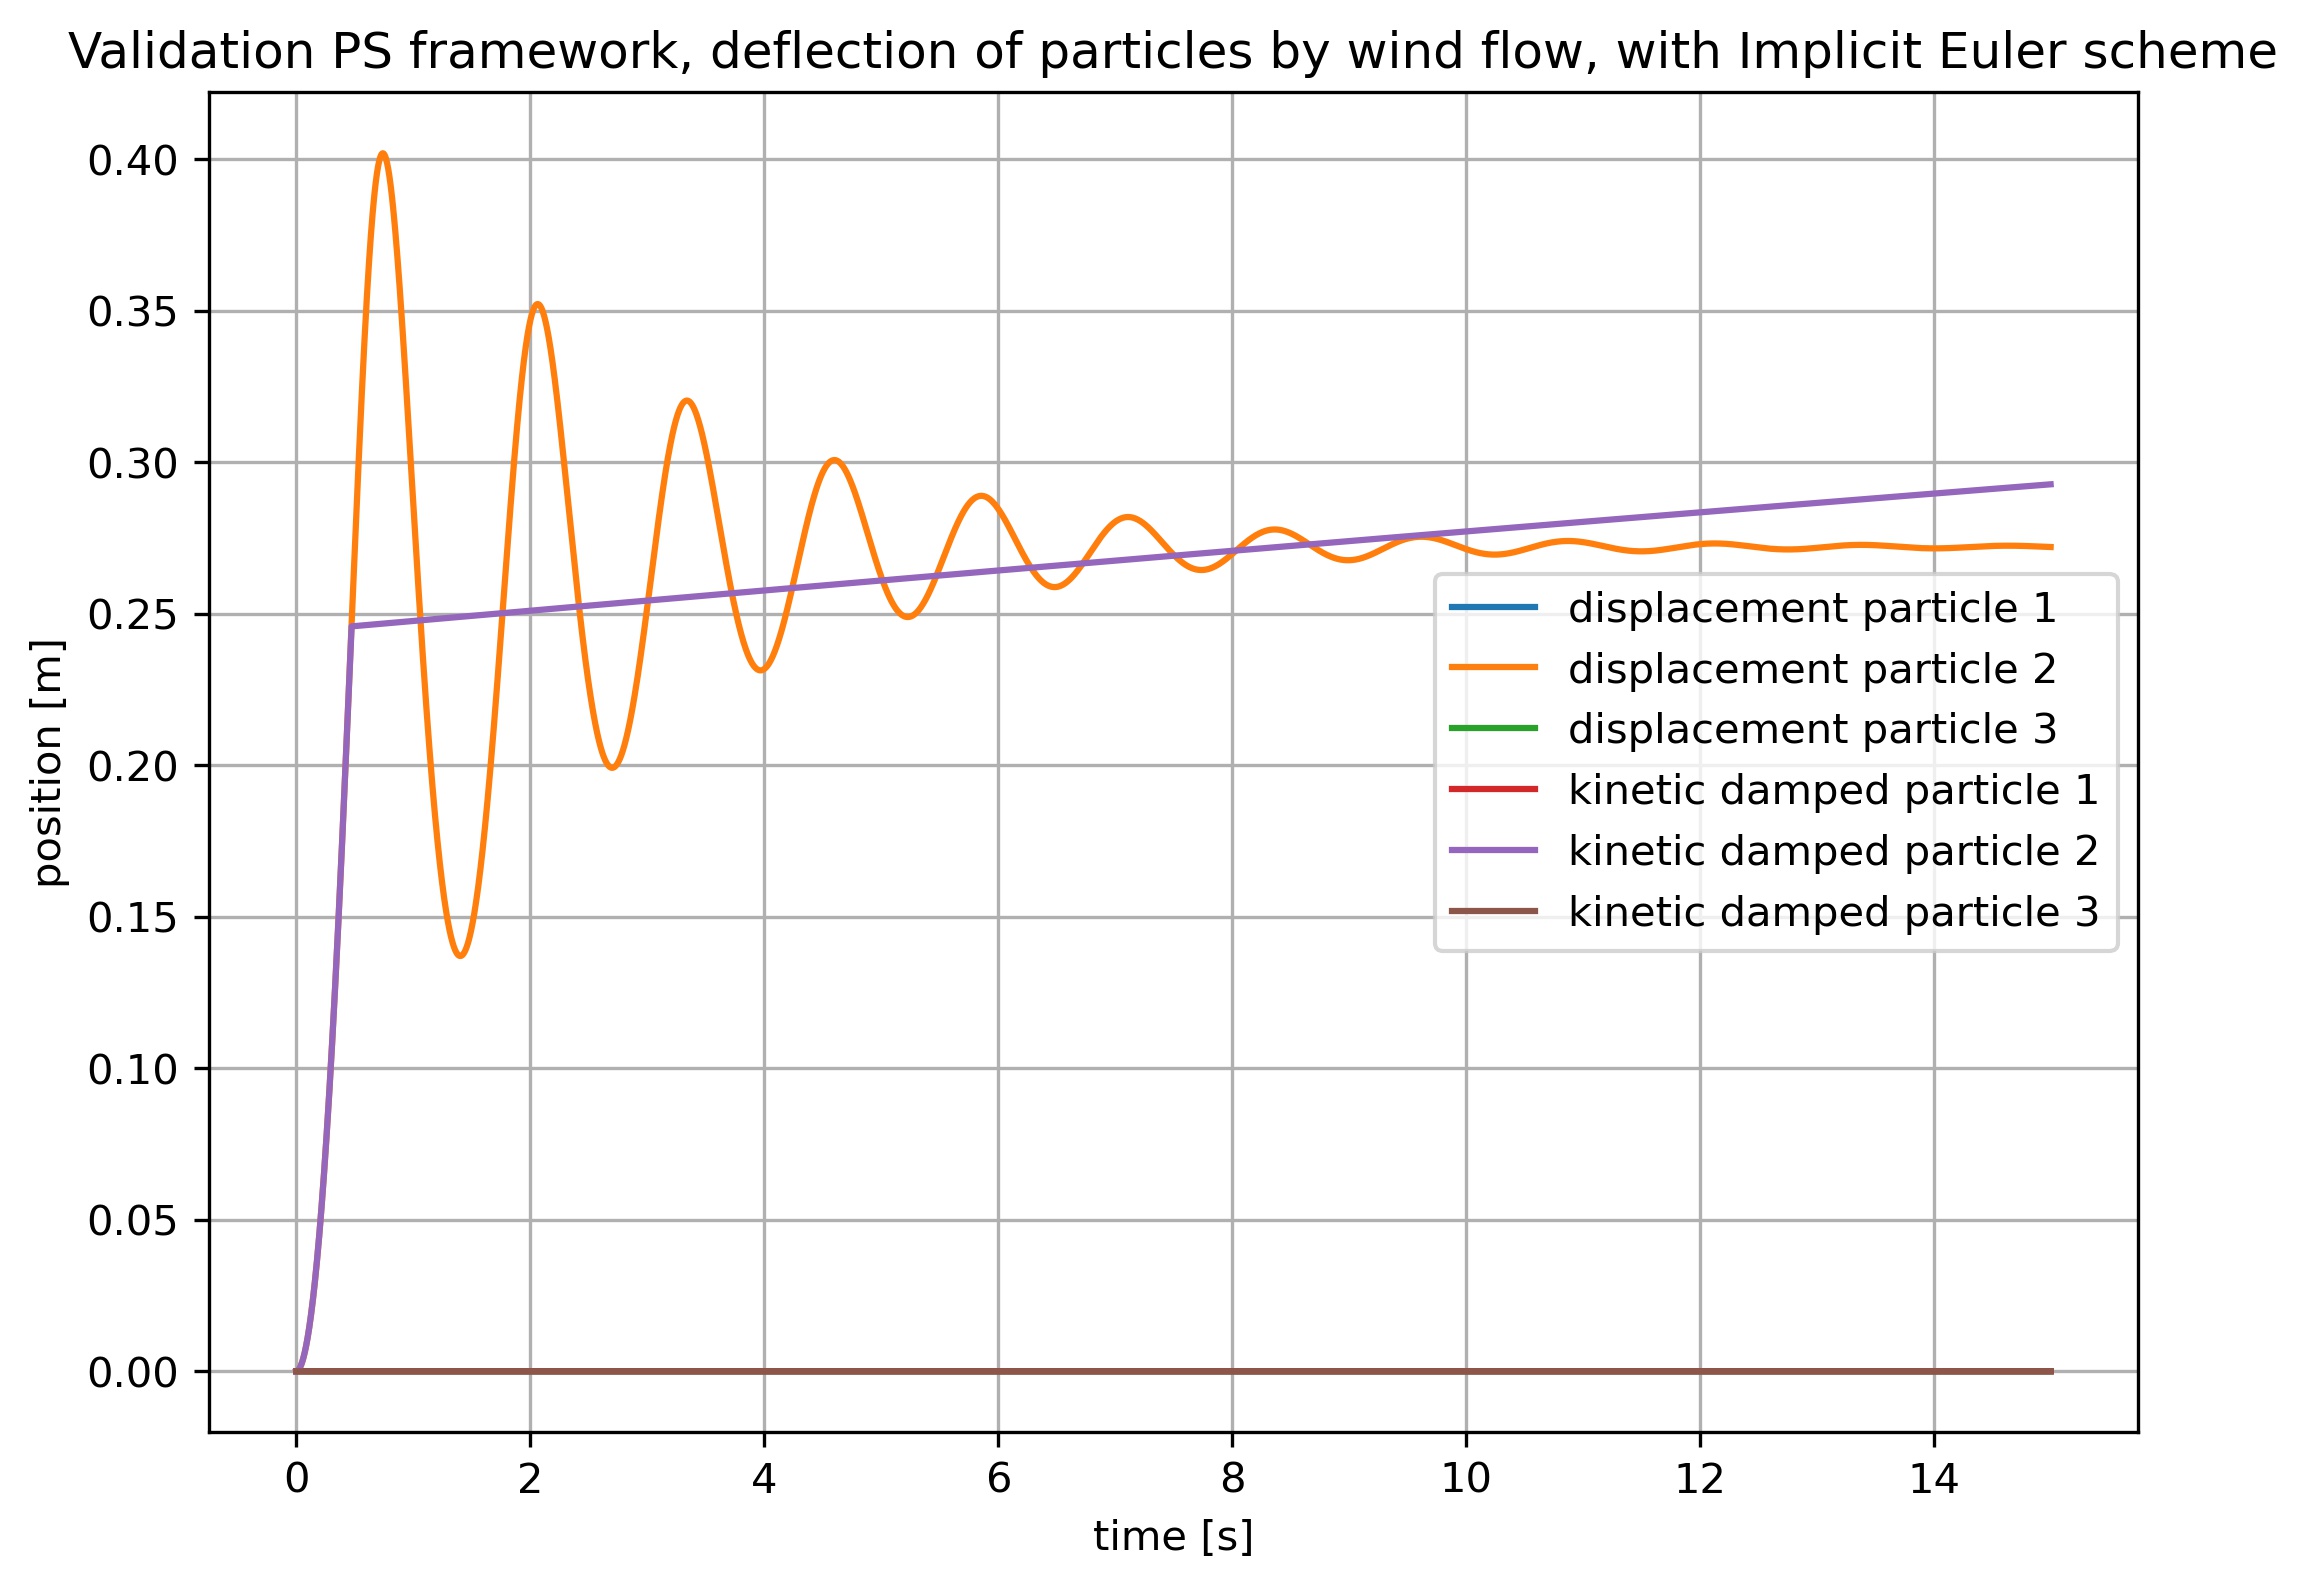 Validation PS framework, deflection of particles by wind flow, with Implicit Euler scheme
position [m]
0.40
0.35
0.30
0.25
0.20
0.15
0.10
0.05
0.00
displacement particle 1
displacement particle 2
displacement particle 3
kinetic damped particle 1
kinetic damped particle 2
kinetic damped particle 3
0 2 4 6 8 10 12 14
time [s]